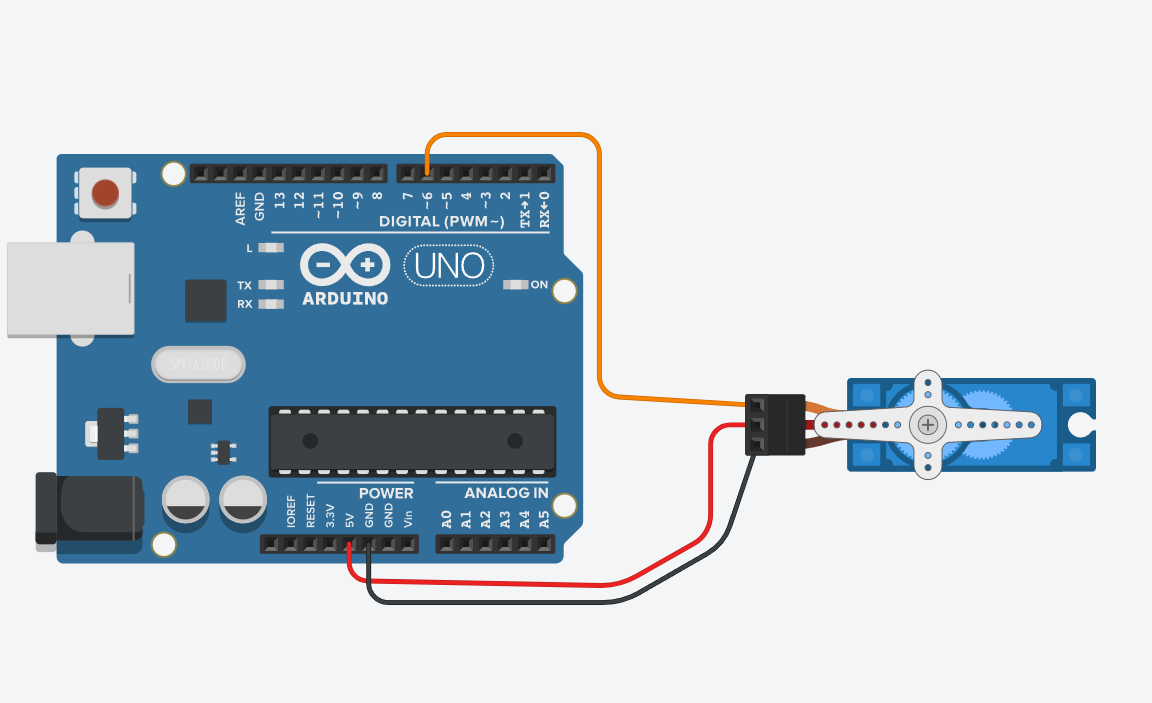 AREF
GND
13
12
~11
~10
~9
8
7
~6
~5
4
~3
2
TX→1
RX←0
DIGITAL (PWM~)
L
TX
RX
UNO
ON
ARDUINO
SPK16.000G
POWER
ANALOG IN
IOREF
RESET
3.3V
5V
GND
GND
Vin
A0
A1
A2
A3
A4
A5